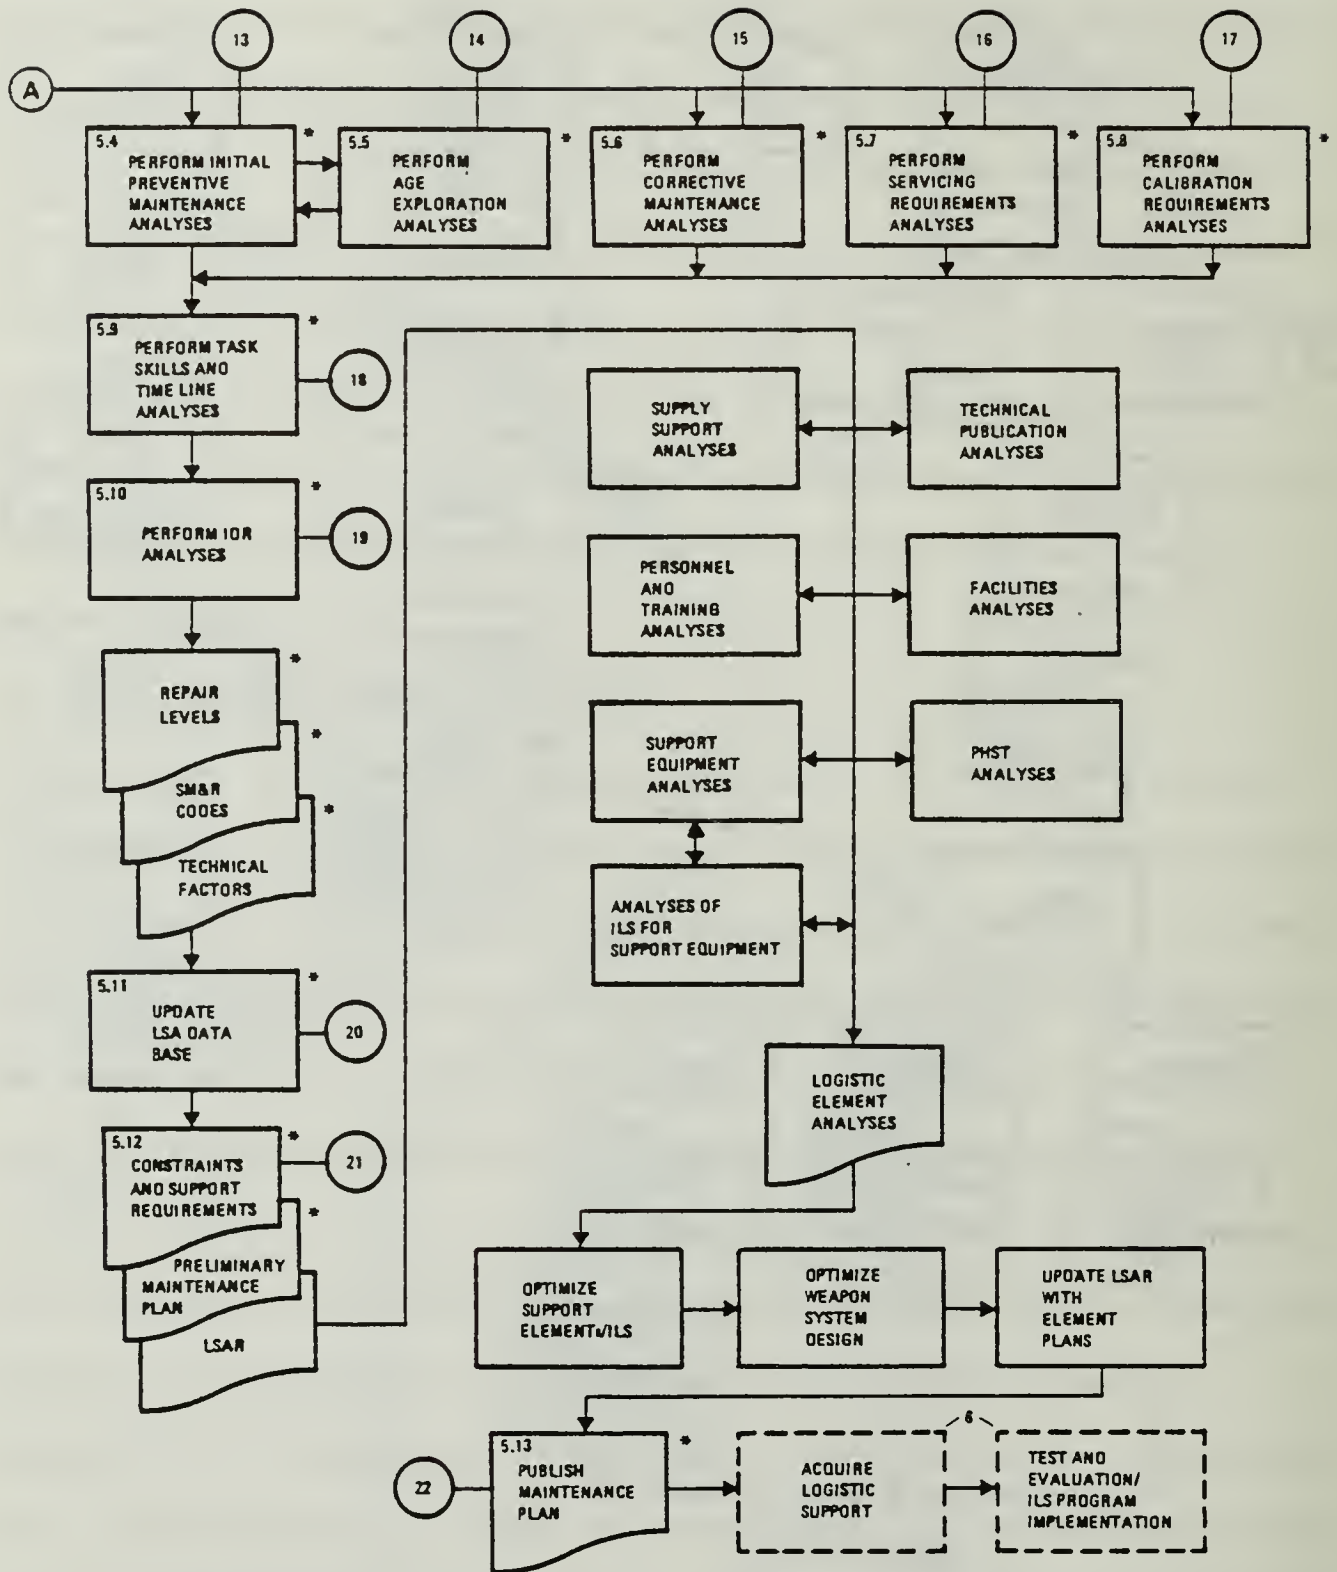 13
14
15
16
17
A
5.4 *
PERFORM INITIAL
PREVENTIVE
MAINTENANCE
ANALYSES
5.5 *
PERFORM
AGE
EXPLORATION
ANALYSES
5.6 *
PERFORM
CORRECTIVE
MAINTENANCE
ANALYSES
5.7 *
PERFORM
SERVICING
REQUIREMENTS
ANALYSES
5.8 *
PERFORM
CALIBRATION
REQUIREMENTS
ANALYSES
5.9 *
PERFORM TASK
SKILLS AND
TIME LINE
ANALYSES
18
5.10 *
PERFORM IOR
ANALYSES
19
*
REPAIR
LEVELS
*
SM&R
CODES
*
TECHNICAL
FACTORS
5.11 *
UPDATE
LSA DATA
BASE
20
5.12 *
CONSTRAINTS
AND SUPPORT
REQUIREMENTS
21
*
PRELIMINARY
MAINTENANCE
PLAN
LSAR
SUPPLY
SUPPORT
ANALYSES
TECHNICAL
PUBLICATION
ANALYSES
PERSONNEL
AND
TRAINING
ANALYSES
FACILITIES
ANALYSES
SUPPORT
EQUIPMENT
ANALYSES
PHST
ANALYSES
ANALYSES OF
ILS FOR
SUPPORT EQUIPMENT
LOGISTIC
ELEMENT
ANALYSES
OPTIMIZE
SUPPORT
ELEMENTs/ILS
OPTIMIZE
WEAPON
SYSTEM
DESIGN
UPDATE LSAR
WITH
ELEMENT
PLANS
22
5.13 *
PUBLISH
MAINTENANCE
PLAN
6
ACQUIRE
LOGISTIC
SUPPORT
TEST AND
EVALUATION/
ILS PROGRAM
IMPLEMENTATION